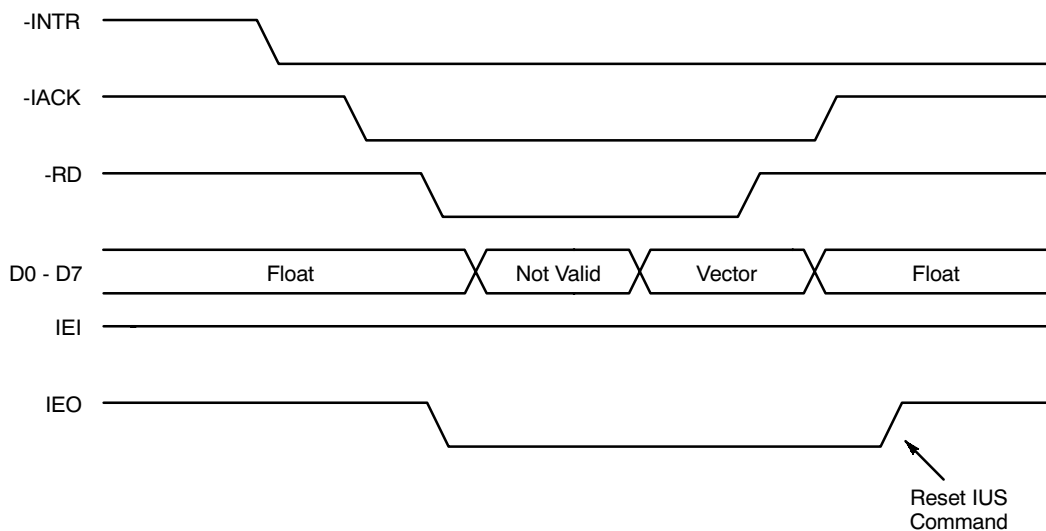 -INTR
-IACK
-RD
D0 - D7
Float
Not Valid
Vector
Float
IEI
IEO
Reset IUS
Command